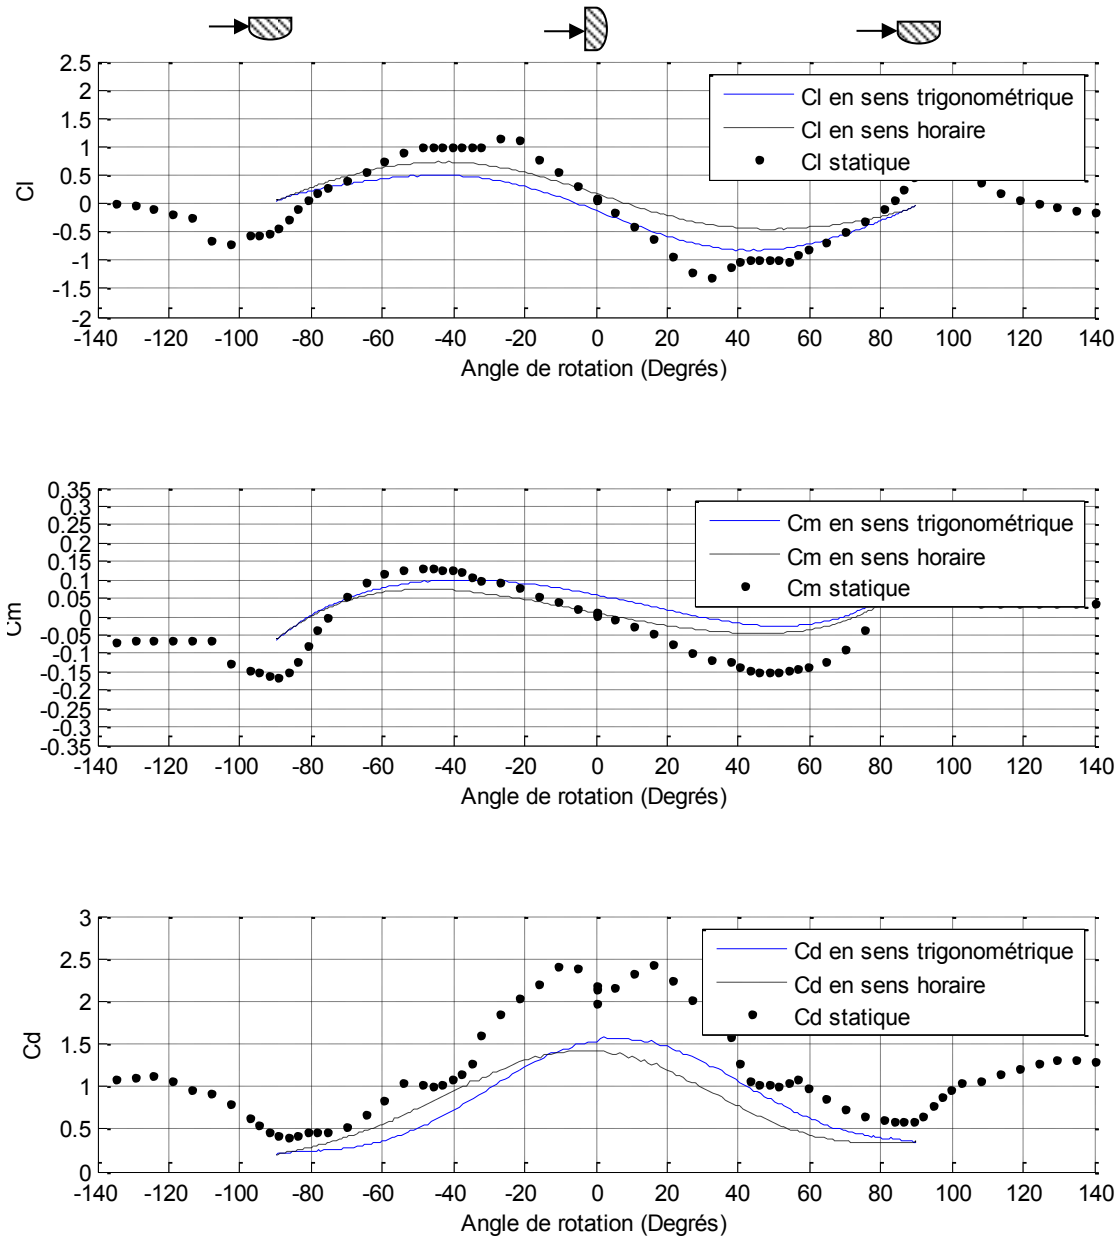 2.5
2
1.5
1
0.5
0
-0.5
-1
-1.5
-2
Cl
Cl en sens trigonométrique
Cl en sens horaire
Cl statique
-140 -120 -100 -80 -60 -40 -20 0 20 40 60 80 100 120 140
Angle de rotation (Degrés)
0.35
0.3
0.25
0.2
0.15
0.1
0.05
0
-0.05
-0.1
-0.15
-0.2
-0.25
-0.3
-0.35
Cm
Cm en sens trigonométrique
Cm en sens horaire
Cm statique
-140 -120 -100 -80 -60 -40 -20 0 20 40 60 80 100 120 140
Angle de rotation (Degrés)
3
2.5
2
1.5
1
0.5
0
Cd
Cd en sens trigonométrique
Cd en sens horaire
Cd statique
-140 -120 -100 -80 -60 -40 -20 0 20 40 60 80 100 120 140
Angle de rotation (Degrés)